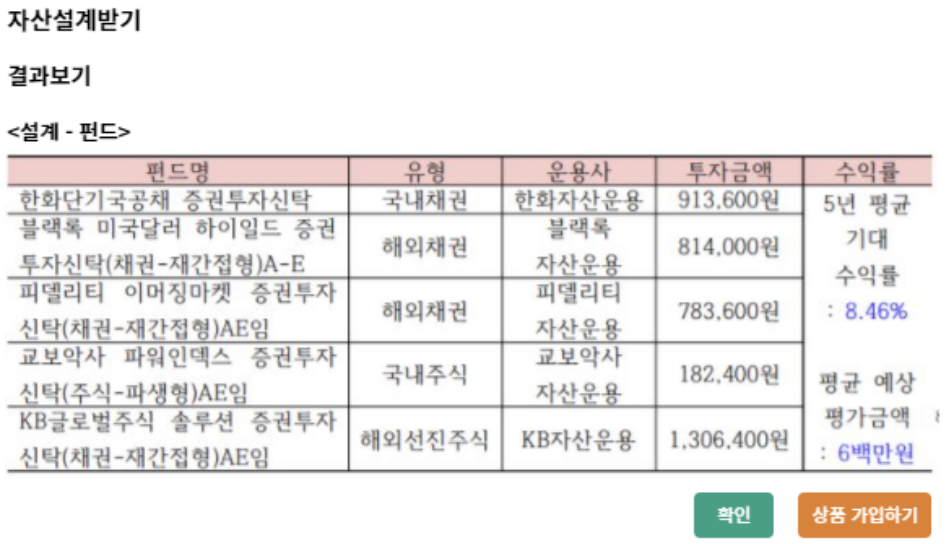 자산설계받기
결과보기
<설계 - 펀드>
펀드명 유형 운용사 투자금액 수익률
한화단기국공채 증권투자신탁 국내채권 한화자산운용 913,600원
블랙록 미국달러 하이일드 증권
투자신탁(채권-재간접형)A-E
해외채권
블랙록
자산운용
814,000원
피델리티 이머징마켓 증권투자
신탁(채권-재간접형)AE임
해외채권
피델리티
자산운용
783,600원
교보악사 파워인덱스 증권투자
신탁(주식-파생형)AE임
국내주식
교보악사
자산운용
182,400원
KB글로벌주식 솔루션 증권투자
신탁(채권-재간접형)AE임
해외선진주식
KB자산운용
1,306,400원
5년 평균
기대
수익률
: 8.46%
평균 예상
평가금액
: 6백만원
확인
상품 가입하기